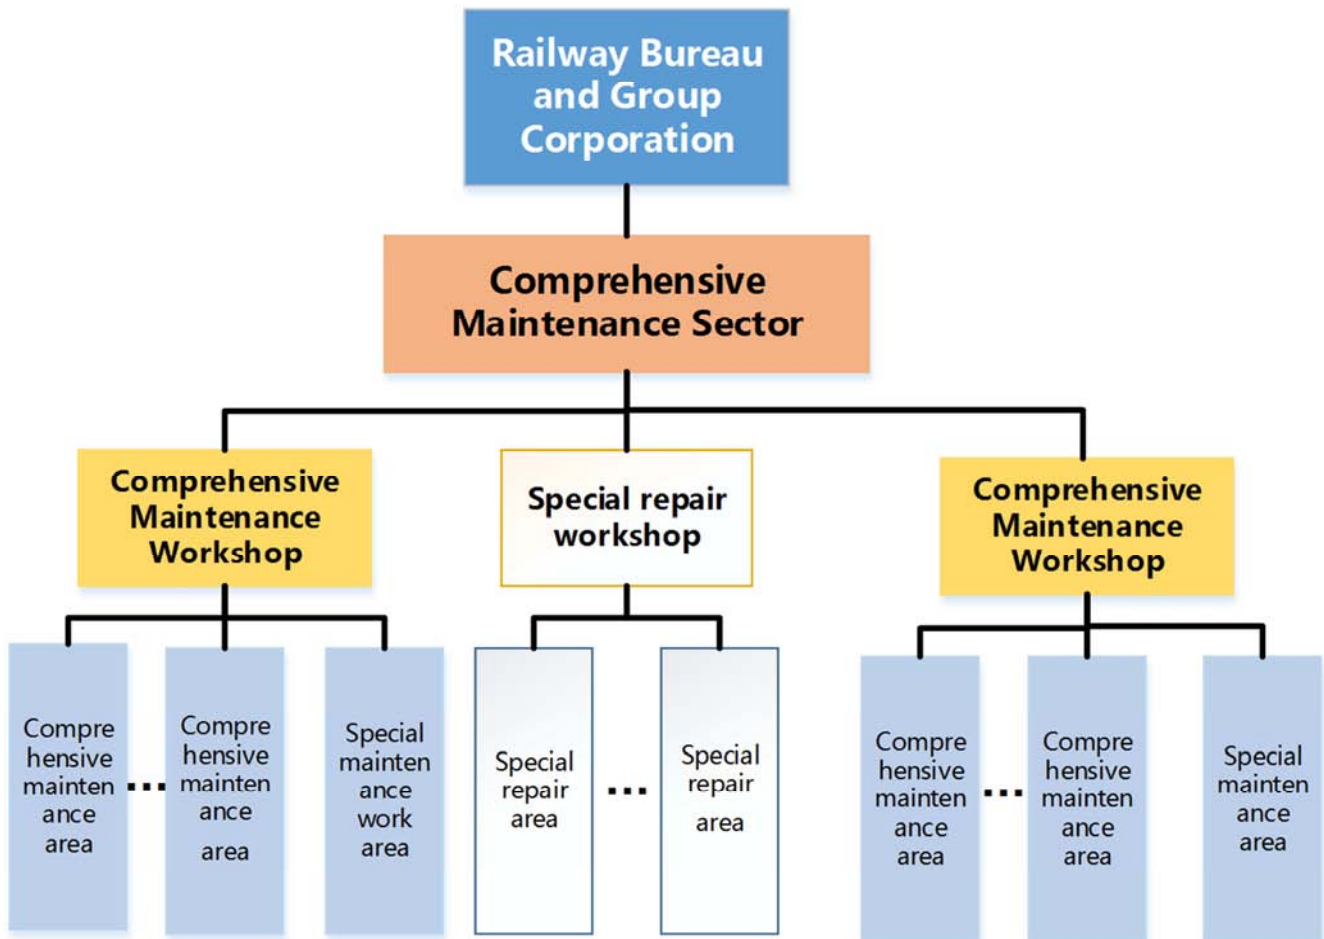 Railway Bureau
and Group
Corporation
Comprehensive
Maintenance Sector
Comprehensive
Maintenance
Workshop
Special repair
workshop
Comprehensive
Maintenance
Workshop
Compre
hensive
mainten
ance
area
...
Compre
hensive
mainten
ance
area
Special
mainten
ance
work
area
Special
repair
area
...
Special
repair
area
Compre
hensive
mainten
ance
area
...
Compre
hensive
mainten
ance
area
Special
mainten
ance
area